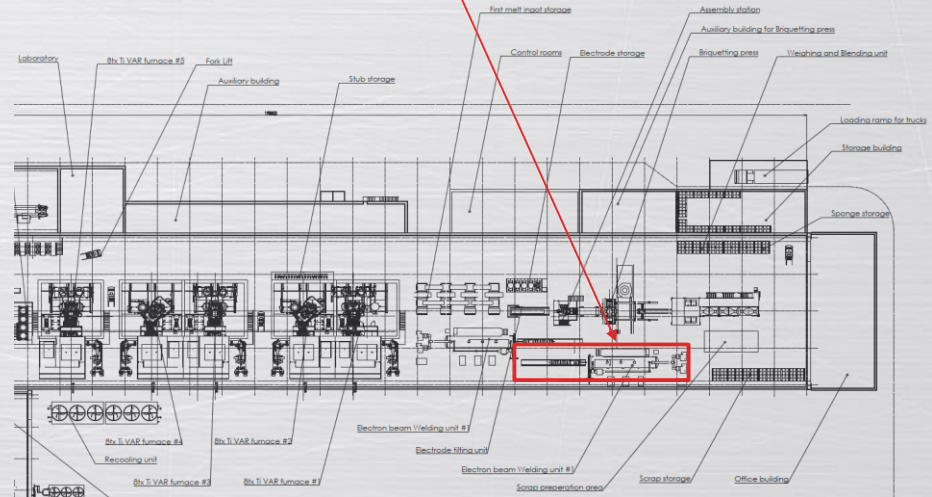 First melt ingot storage
Assembly station
Auxiliary building for Briquetting press
Control rooms
Electrode storage
Briquetting press
Weighing and Blending unit
Laboratory
8tx Ti VAR furnace #5
Fork Lift
Auxiliary building
Stub storage
Loading ramp for trucks
Storage building
Sponge storage
8tx Ti VAR furnace #4
8tx Ti VAR furnace #2
Electron beam Welding unit #1
Electrode tilting unit
Recooling unit
Electron beam Welding unit #1
8tx Ti VAR furnace #3
8tx Ti VAR furnace #1
Scrap preperation area
Scrap storage
Office building